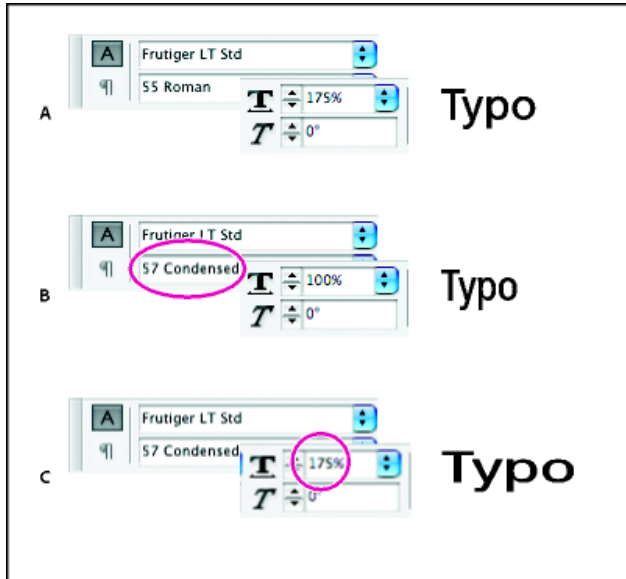 A Frutiger LT Std
¶ 55 Roman
T 175%
T 0°
A
Typo
A Frutiger LT Std
¶ 57 Condensed
T 100%
T 0°
B
Typo
A Frutiger LT Std
¶ 57 Condensed
T 175%
T 0°
C
Typo